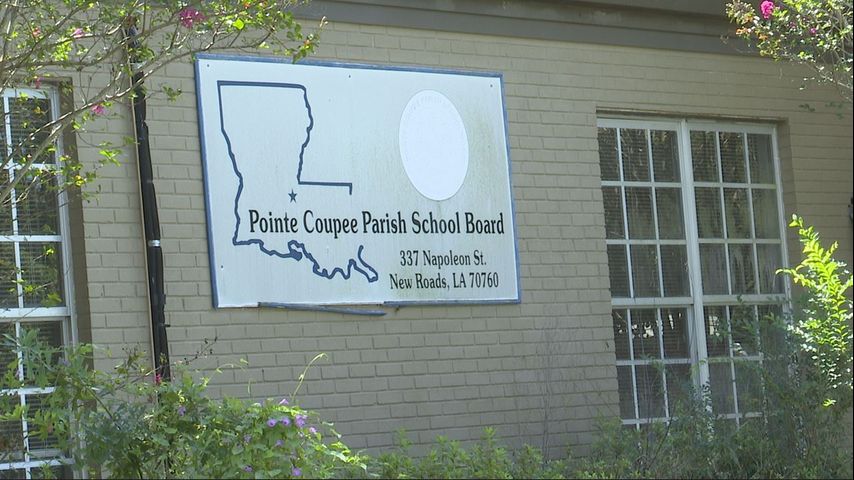 Pointe Coupee Parish School Board
337 Napoleon St.
New Roads, LA 70760